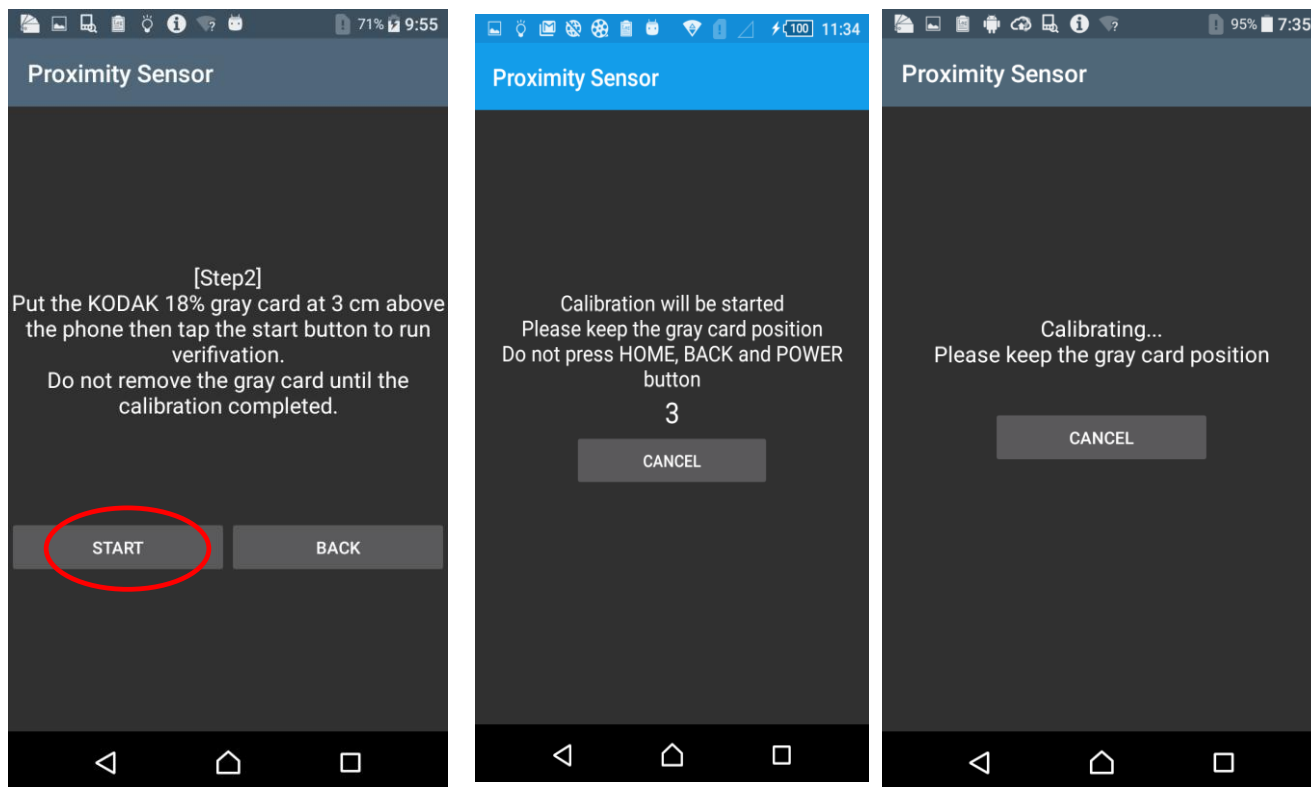 71% 9:55
Proximity Sensor
[Step2]
Put the KODAK 18% gray card at 3 cm above
the phone then tap the start button to run
verifivation.
Do not remove the gray card until the
calibration completed.
START
BACK
100 11:34
Proximity Sensor
Calibration will be started
Please keep the gray card position
Do not press HOME, BACK and POWER
button
3
CANCEL
95% 7:35
Proximity Sensor
Calibrating...
Please keep the gray card position
CANCEL